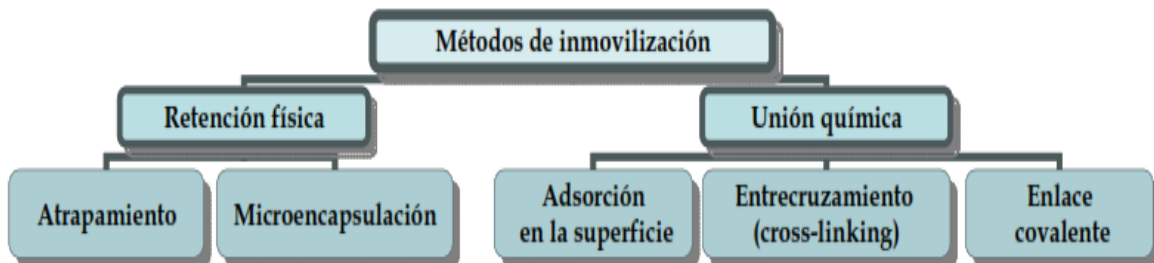 Métodos de inmovilización
Retención física
Unión química
Atrapamiento
Microencapsulación
Adsorción
en la superficie
Entrecruzamiento
(cross-linking)
Enlace
covalente